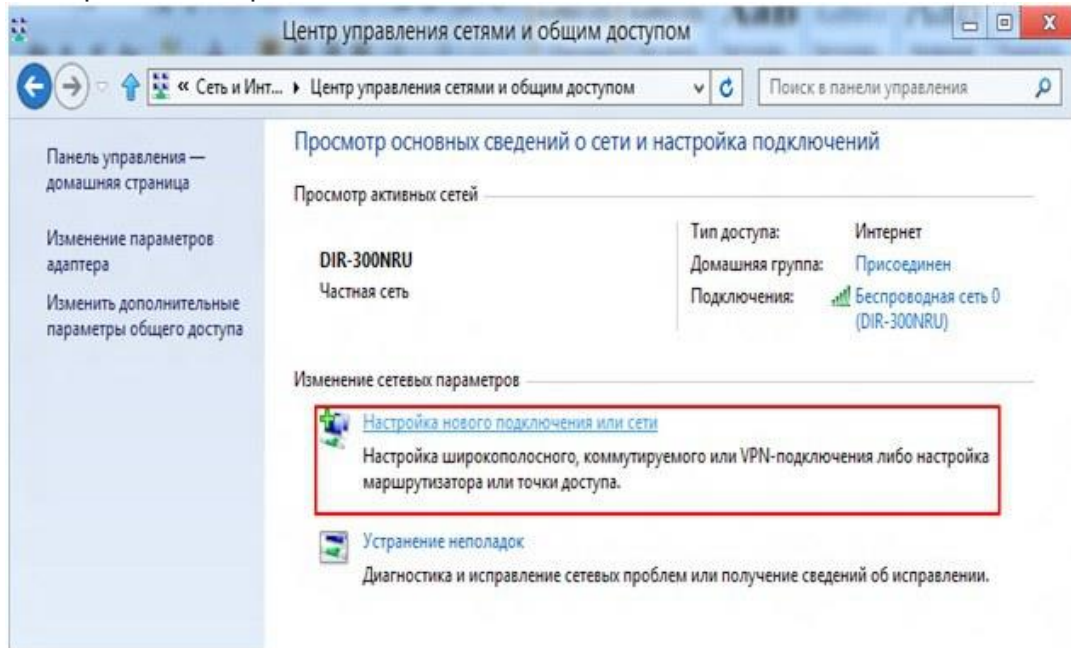 Центр управления сетями и общим доступом
« Сеть и Инт... ▸ Центр управления сетями и общим доступом
Поиск в панели управления
Панель управления —
домашняя страница
Изменение параметров
адаптера
Изменить дополнительные
параметры общего доступа
Просмотр основных сведений о сети и настройка подключений
Просмотр активных сетей
DIR-300NRU
Частная сеть
Тип доступа: Интернет
Домашняя группа: Присоединен
Подключения: Беспроводная сеть 0
(DIR-300NRU)
Изменение сетевых параметров
Настройка нового подключения или сети
Настройка широкополосного, коммутируемого или VPN-подключения либо настройка
маршрутизатора или точки доступа.
Устранение неполадок
Диагностика и исправление сетевых проблем или получение сведений об исправлении.